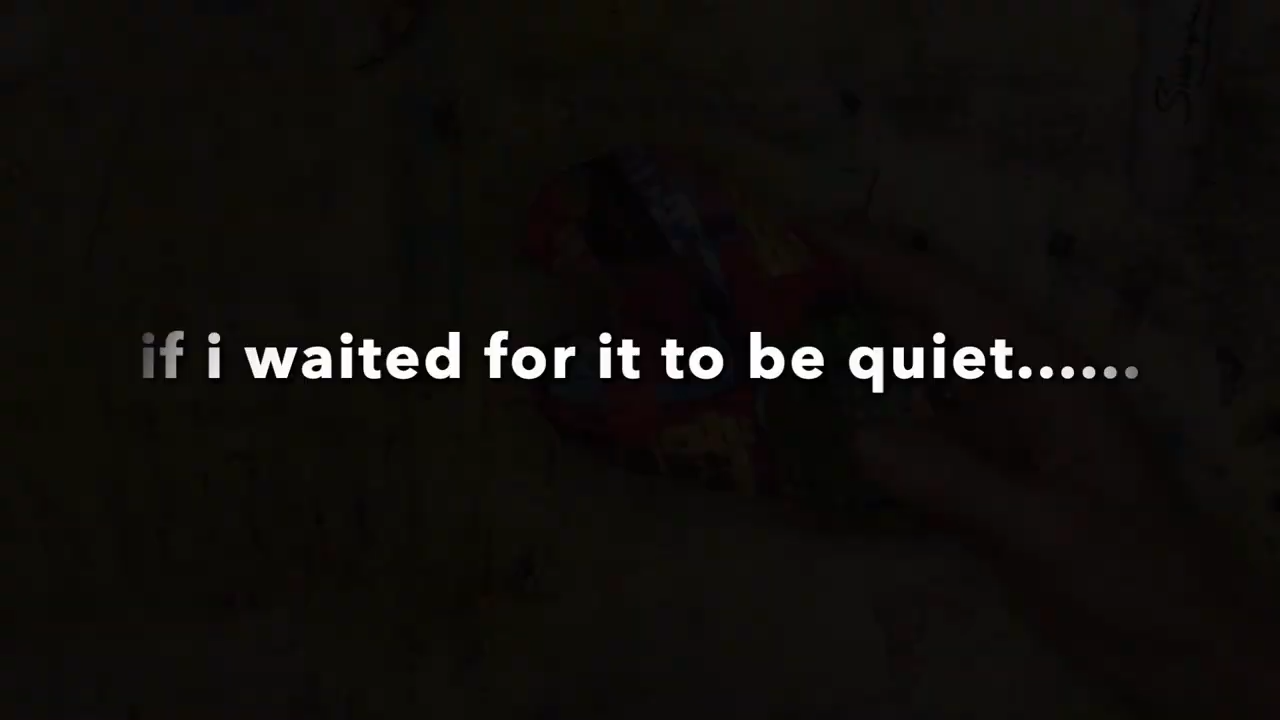 if i waited for it to be quiet......